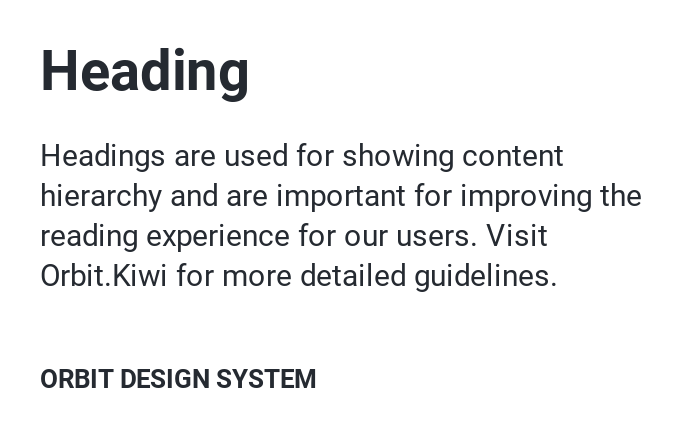 Heading
Headings are used for showing content
hierarchy and are important for improving the
reading experience for our users. Visit
Orbit.Kiwi for more detailed guidelines.
ORBIT DESIGN SYSTEM